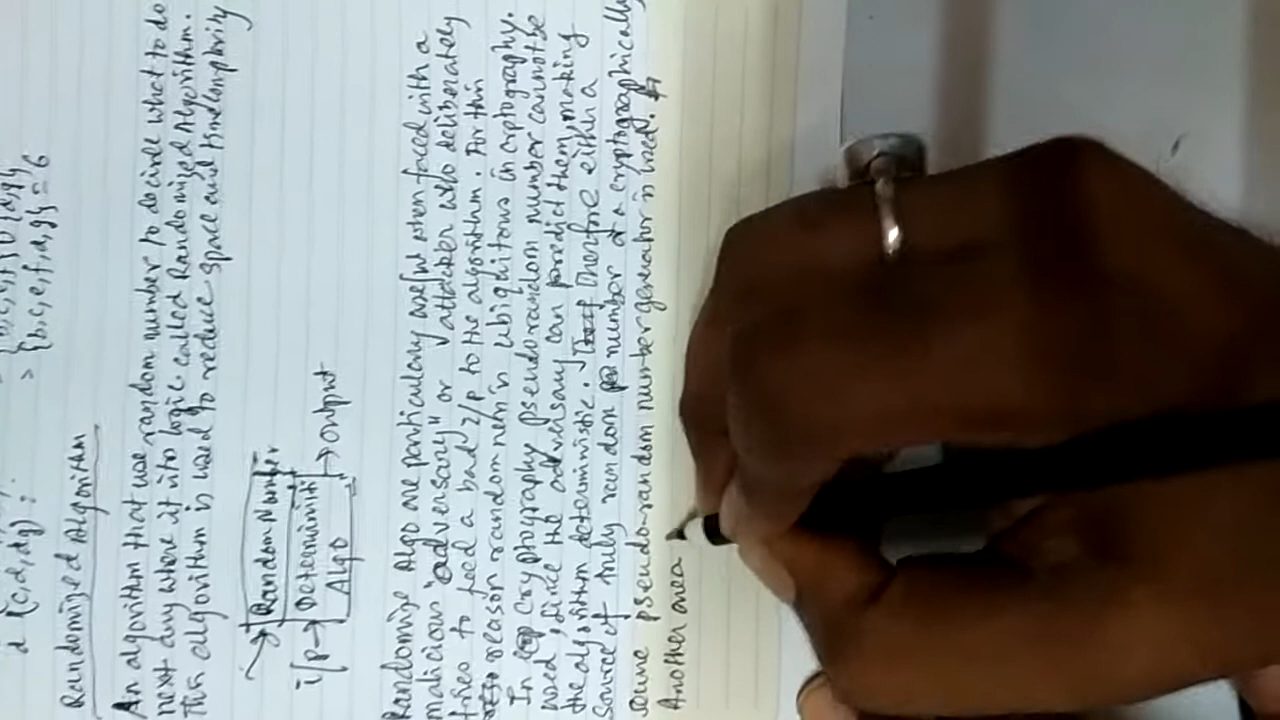 {b,c,e,f} U {d,g}
> {b,c,e,f,d,g} = 6
{c,d,dg} :
Randomized Algorithm
An algorithm that use random number to decide what to do
next any where it into logic called Randomized Algorithm.
This algorithm is used to reduce space and time complexity
Random Number
i/p → Deterministic → output
Algo
Randomize Algo are particulary useful when faced with a
malicious "adversary" or attacker who deliberately
tries to feed a bad I/p to the algorithm. For this
reason randomness is ubiquitous in cryptography.
In cryptography pseudorandom number cannot be
used, since the adversary can predict them, making
the algorithm deterministic. Therefore either a
source of truly random number or a cryptographically
secure pseudo-random number generator is used.
Another area